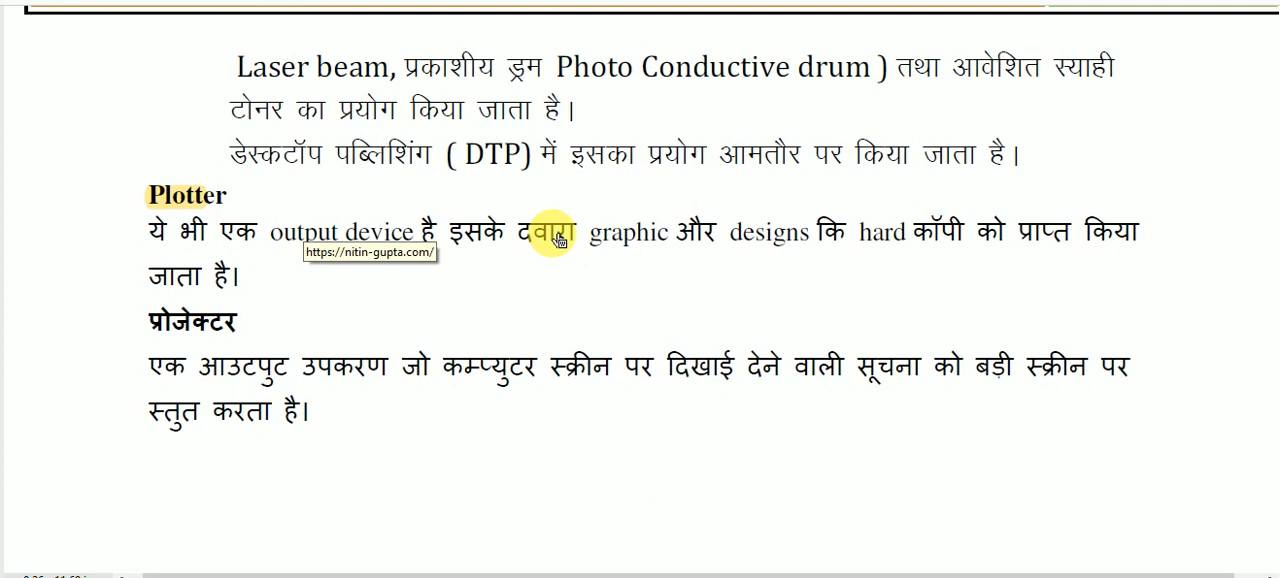 Laser beam, प्रकाशीय ड्रम Photo Conductive drum ) तथा आवेशित स्याही
टोनर का प्रयोग किया जाता है।
डेस्कटॉप पब्लिशिंग ( DTP) में इसका प्रयोग आमतौर पर किया जाता है।
Plotter
ये भी एक output device है इसके दवारा graphic और designs कि hard कॉपी को प्राप्त किया
https://nitin-gupta.com/
जाता है।
प्रोजेक्टर
एक आउटपुट उपकरण जो कम्प्युटर स्क्रीन पर दिखाई देने वाली सूचना को बड़ी स्क्रीन पर
स्तुत करता है।